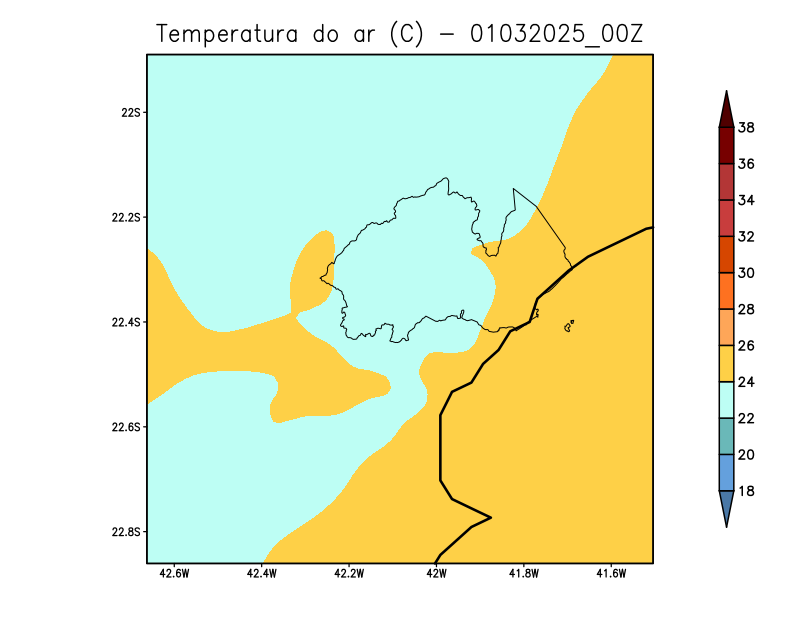 Temperatura do ar (C) - 01032025_00Z
22S
22.2S
22.4S
22.6S
22.8S
42.6W
42.4W
42.2W
42W
41.8W
41.6W
38
36
34
32
30
28
26
24
22
20
18